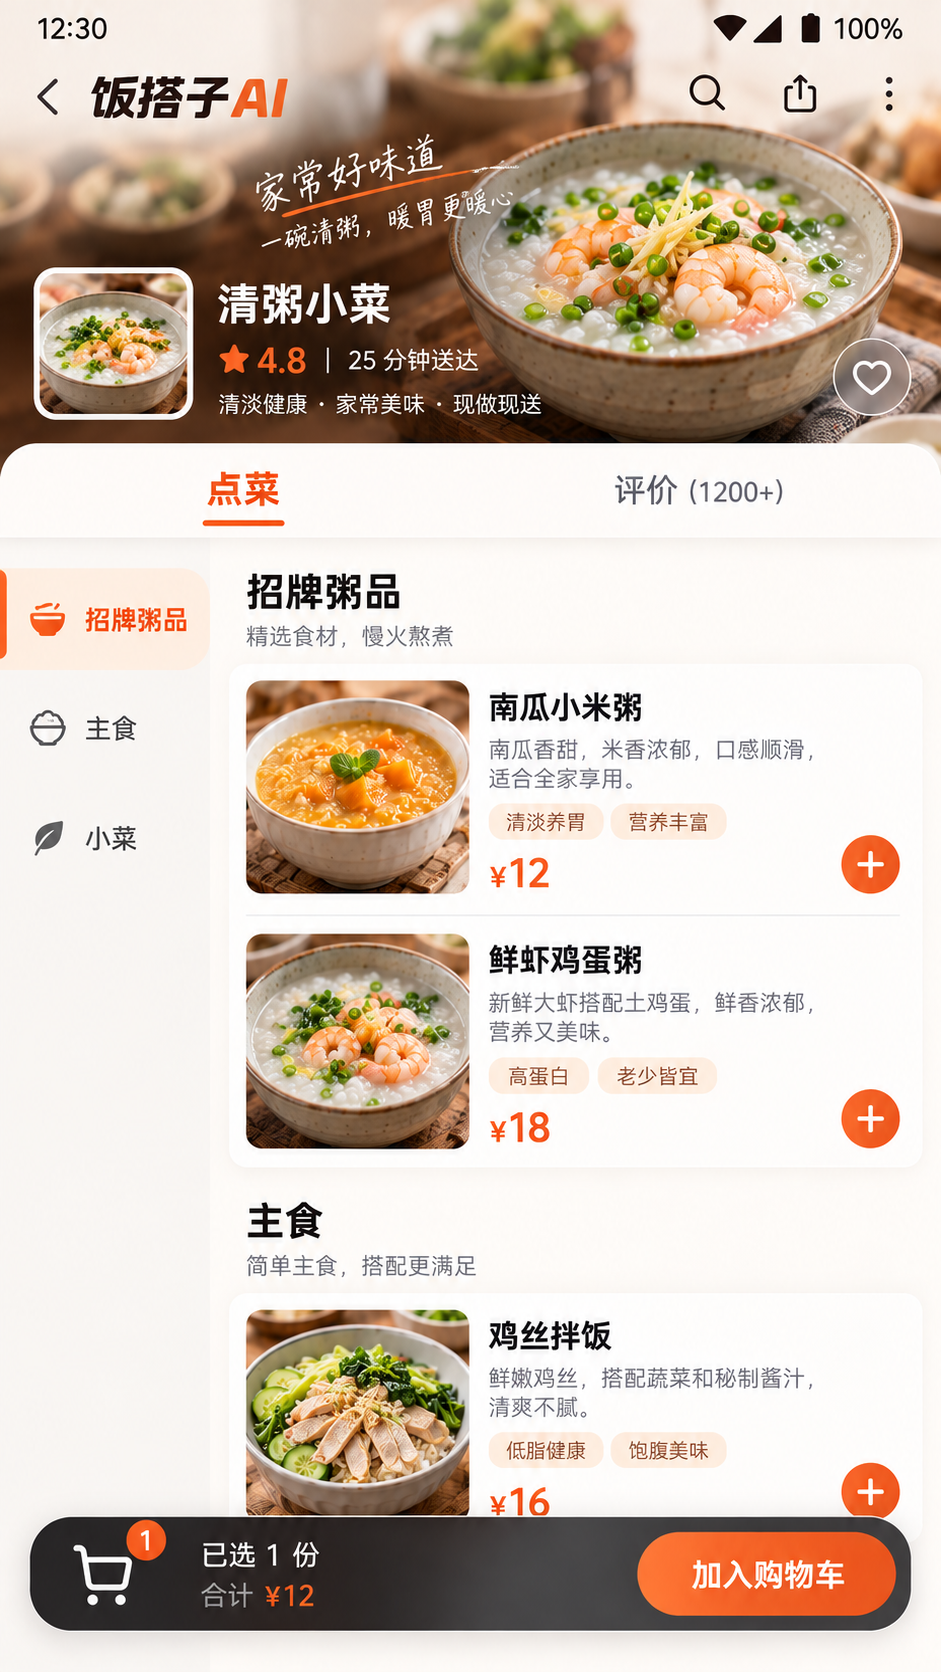 12:30
100%
饭搭子AI
家常好味道
一碗清粥，暖胃更暖心
清粥小菜
4.8 | 25 分钟送达
清淡健康 · 家常美味 · 现做现送
点菜
评价 (1200+)
招牌粥品
主食
小菜
招牌粥品
精选食材，慢火熬煮
南瓜小米粥
南瓜香甜，米香浓郁，口感顺滑，
适合全家享用。
清淡养胃 营养丰富
¥12
鲜虾鸡蛋粥
新鲜大虾搭配土鸡蛋，鲜香浓郁，
营养又美味。
高蛋白 老少皆宜
¥18
主食
简单主食，搭配更满足
鸡丝拌饭
鲜嫩鸡丝，搭配蔬菜和秘制酱汁，
清爽不腻。
低脂健康 饱腹美味
¥16
1
已选 1 份
合计 ¥12
加入购物车